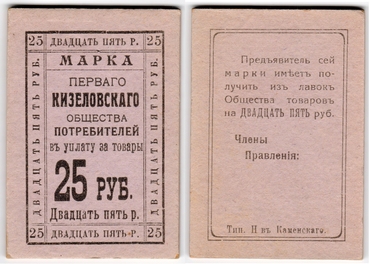 25 ДВАДЦАТЬ ПЯТЬ Р. 25
ДВАДЦАТЬ ПЯТЬ РУБ.
МАРКА
ПЕРВАГО
КИЗЕЛОВСКАГО
ОБЩЕСТВА
ПОТРЕБИТЕЛЕЙ
въ уплату за товары
25 РУБ.
Двадцать пять р.
ДВАДЦАТЬ ПЯТЬ РУБ.
25 ДВАДЦАТЬ ПЯТЬ Р. 25
Предъявитель сей
марки имѣетъ по-
лучить изъ лавокъ
Общества товаровъ
на ДВАДЦАТЬ ПЯТЬ руб.
Члены
Правленія:
Тип. Н-въ Каменскаго.